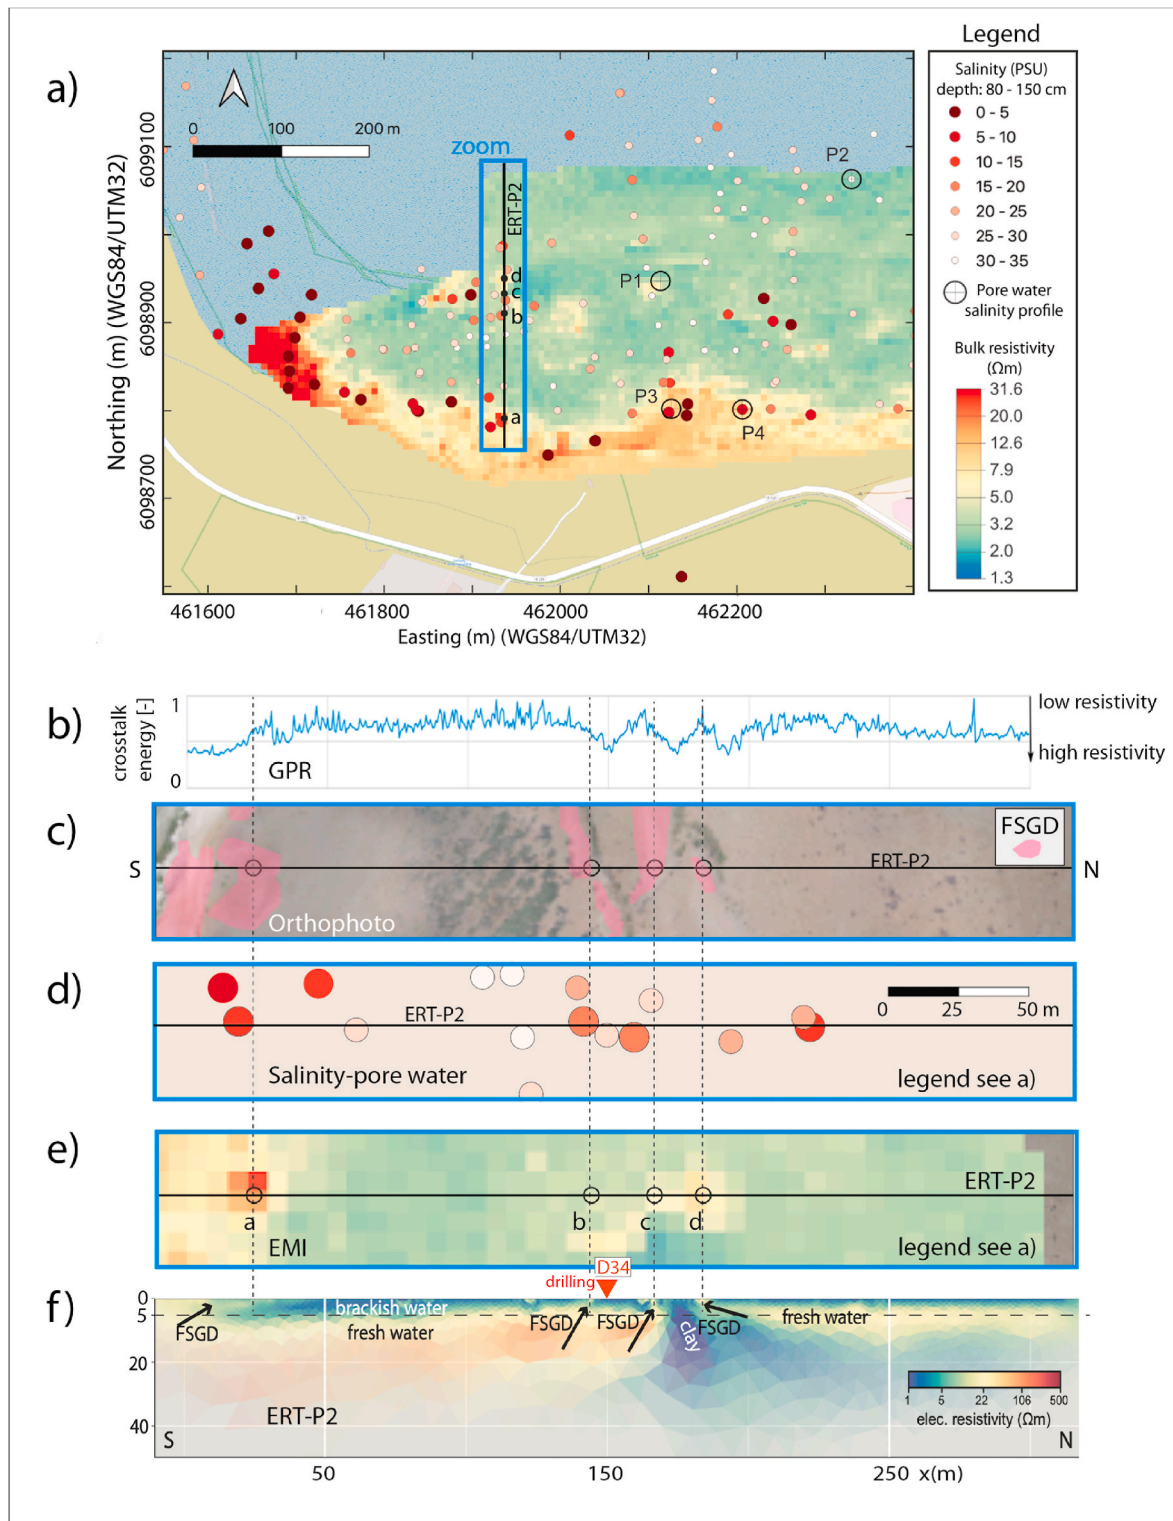 Legend
a)
Salinity (PSU)
depth: 80 - 150 cm
0 - 5
5 - 10
10 - 15
15 - 20
20 - 25
25 - 30
30 - 35
Pore water
salinity profile
Bulk resistivity
(Ωm)
31.6
20.0
12.6
7.9
5.0
3.2
2.0
1.3
0 100 200 m
zoom
ERT-P2
P2
P1
d
c
b
a
P3
P4
Northing (m) (WGS84/UTM32)
6099100
6098900
6098700
461600 461800 462000 462200
Easting (m) (WGS84/UTM32)
b)
crosstalk
energy [-]
1
0
GPR
low resistivity
high resistivity
c)
FSGD
S
ERT-P2
N
Orthophoto
d)
ERT-P2
0 25 50 m
Salinity-pore water
legend see a)
e)
ERT-P2
a b c d
EMI
legend see a)
D34
drilling
f)
0
5
20
40
brackish water
fresh water
FSGD
FSGD
FSGD
FSGD
clay
fresh water
ERT-P2
1 5 22 106 500
elec. resistivity (Ωm)
S
N
50 150 250 x(m)